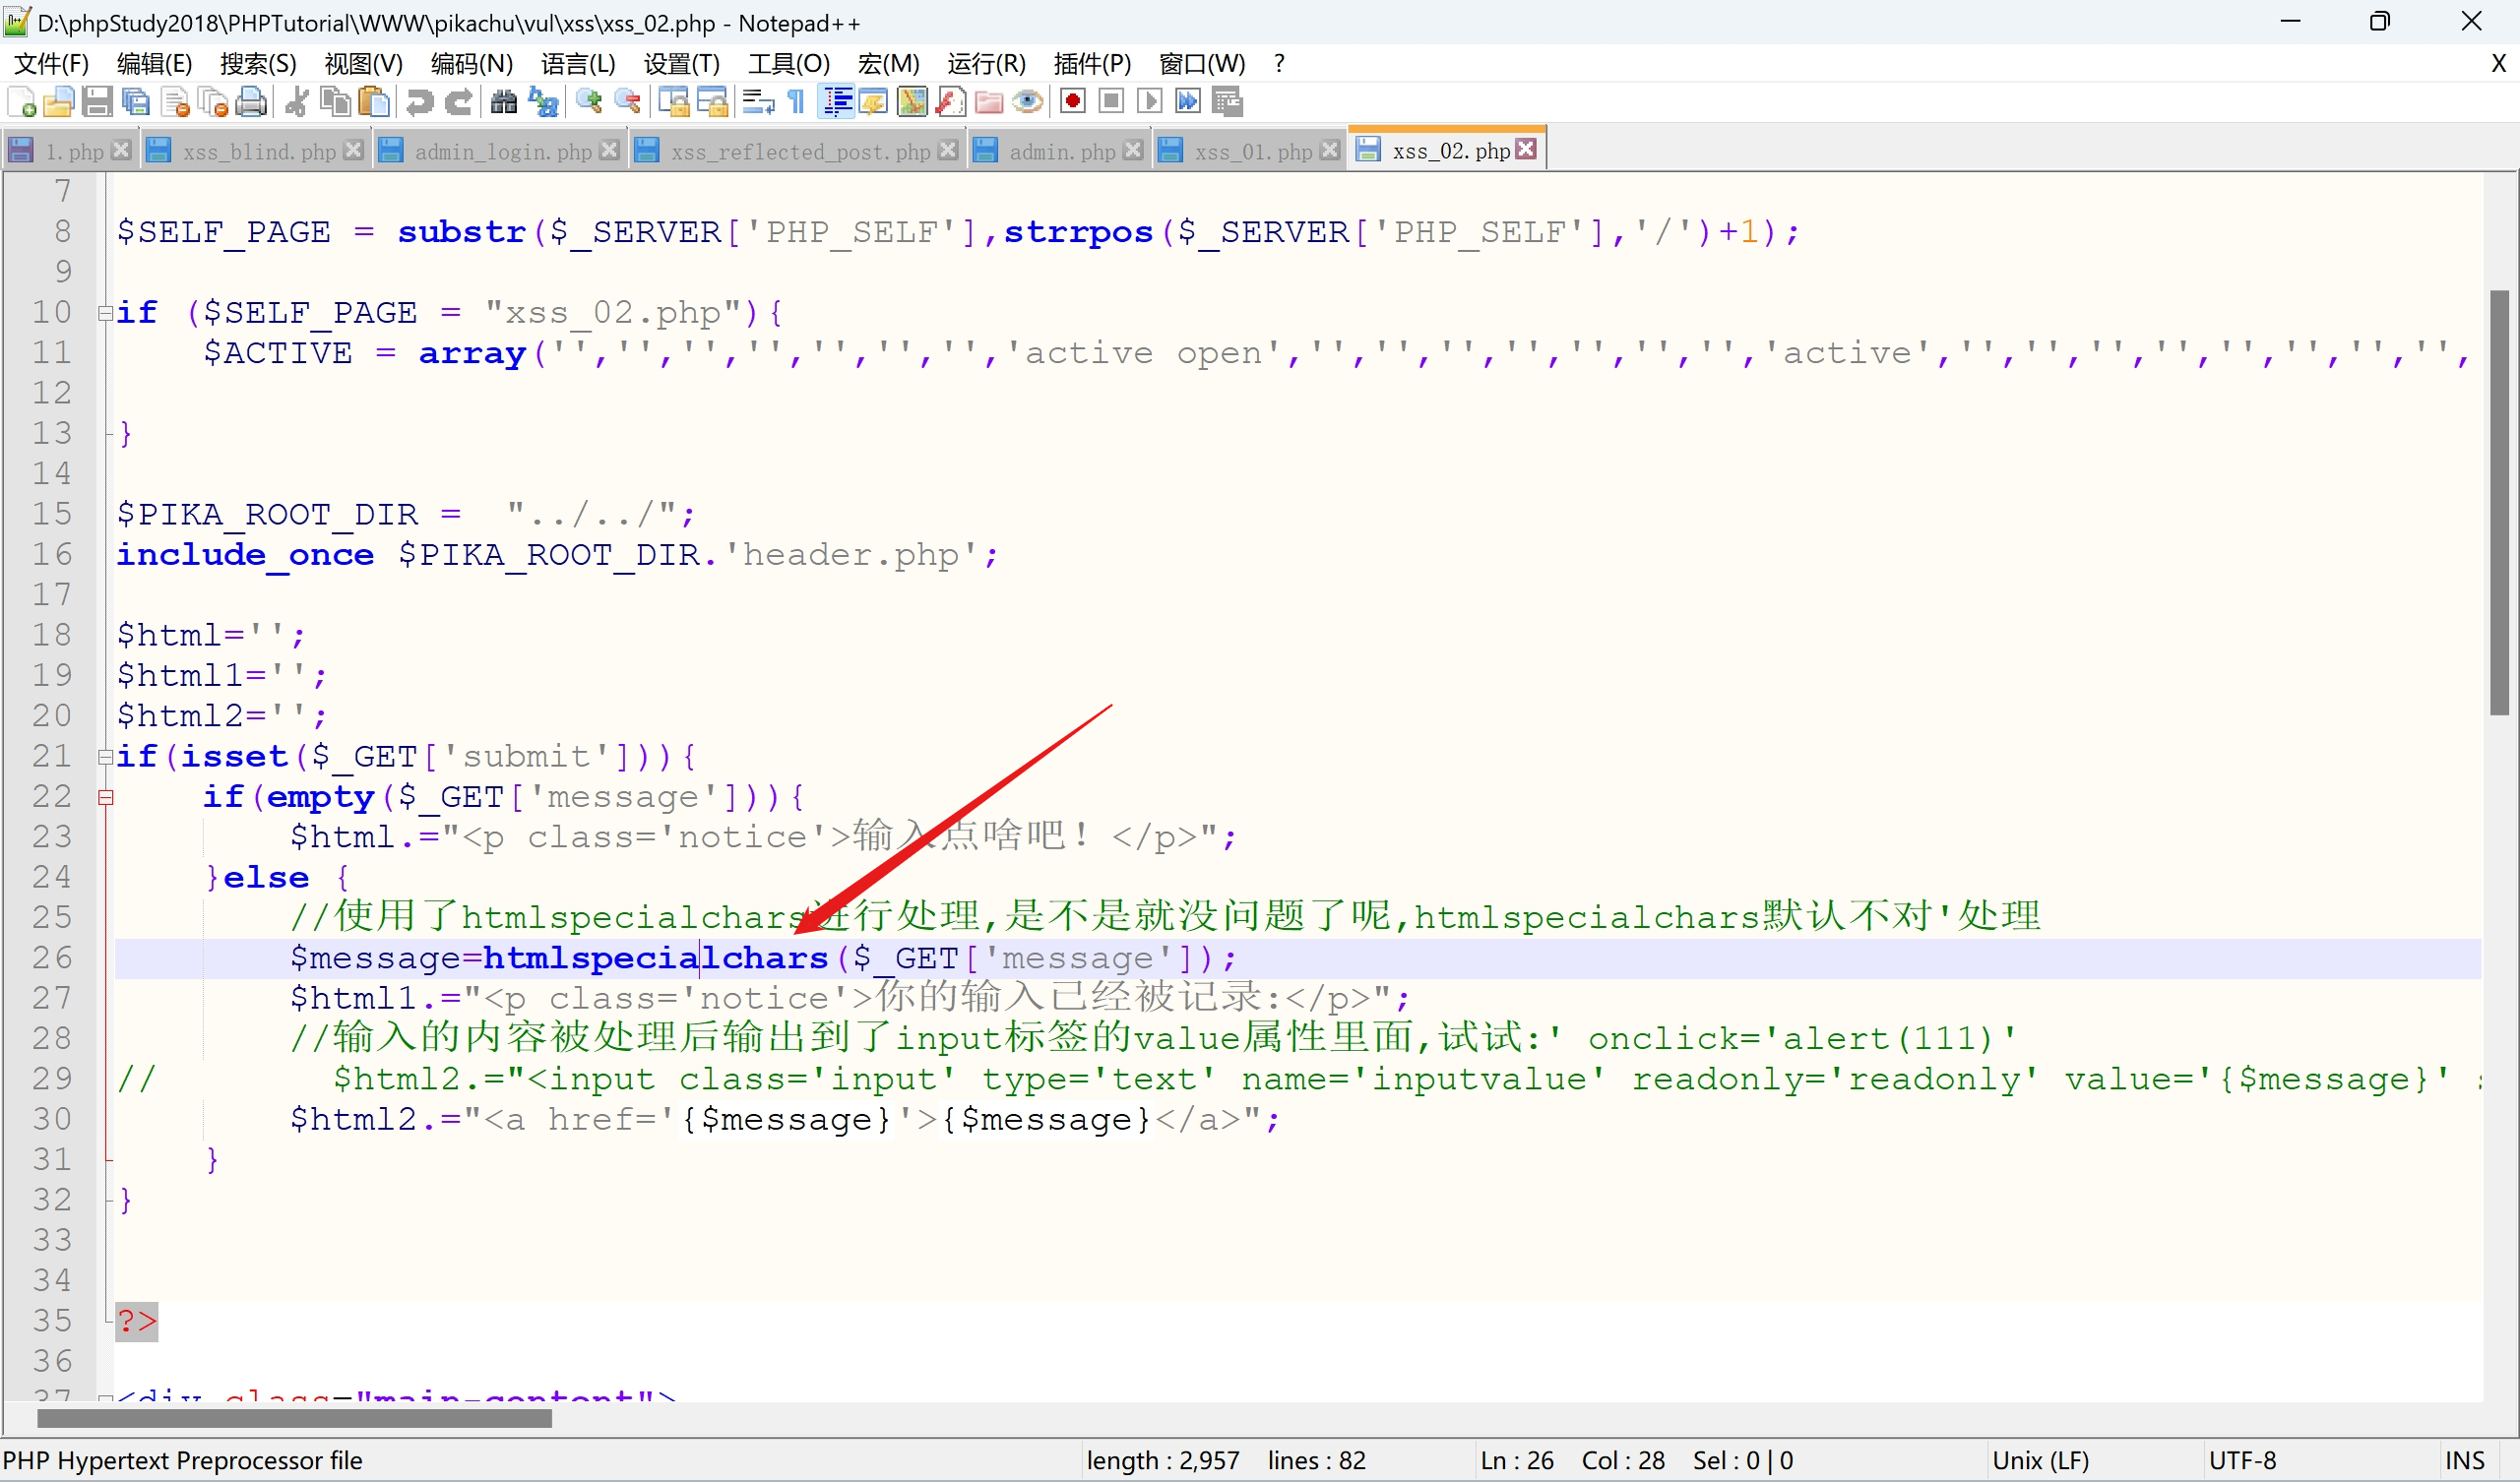 D:\phpStudy2018\PHPTutorial\WWW\pikachu\vul\xss\xss_02.php - Notepad++
文件(F) 编辑(E) 搜索(S) 视图(V) 编码(N) 语言(L) 设置(T) 工具(O) 宏(M) 运行(R) 插件(P) 窗口(W) ? X
1.php xss_blind.php admin_login.php xss_reflected_post.php admin.php xss_01.php xss_02.php
7
8 $SELF_PAGE = substr($_SERVER['PHP_SELF'],strrpos($_SERVER['PHP_SELF'],'/')+1);
9
10 if ($SELF_PAGE = "xss_02.php"){
11     $ACTIVE = array('','','','','','','','active open','','','','','','','','active','','','','','','','','',
12
13 }
14
15 $PIKA_ROOT_DIR =  "../../";
16 include_once $PIKA_ROOT_DIR.'header.php';
17
18 $html='';
19 $html1='';
20 $html2='';
21 if(isset($_GET['submit'])){
22     if(empty($_GET['message'])){
23         $html.="<p class='notice'>输入点啥吧！</p>";
24     }else {
25         //使用了htmlspecialchars进行处理,是不是就没问题了呢,htmlspecialchars默认不对'处理
26         $message=htmlspecialchars($_GET['message']);
27         $html1.="<p class='notice'>你的输入已经被记录:</p>";
28         //输入的内容被处理后输出到了input标签的value属性里面,试试:' onclick='alert(111)'
29 //        $html2.="<input class='input' type='text' name='inputvalue' readonly='readonly' value='{$message}'
30         $html2.="<a href='{$message}'>{$message}</a>";
31     }
32 }
33
34
35 ?>
36
37 <div class="main-content">
PHP Hypertext Preprocessor file length : 2,957 lines : 82 Ln : 26 Col : 28 Sel : 0 | 0 Unix (LF) UTF-8 INS